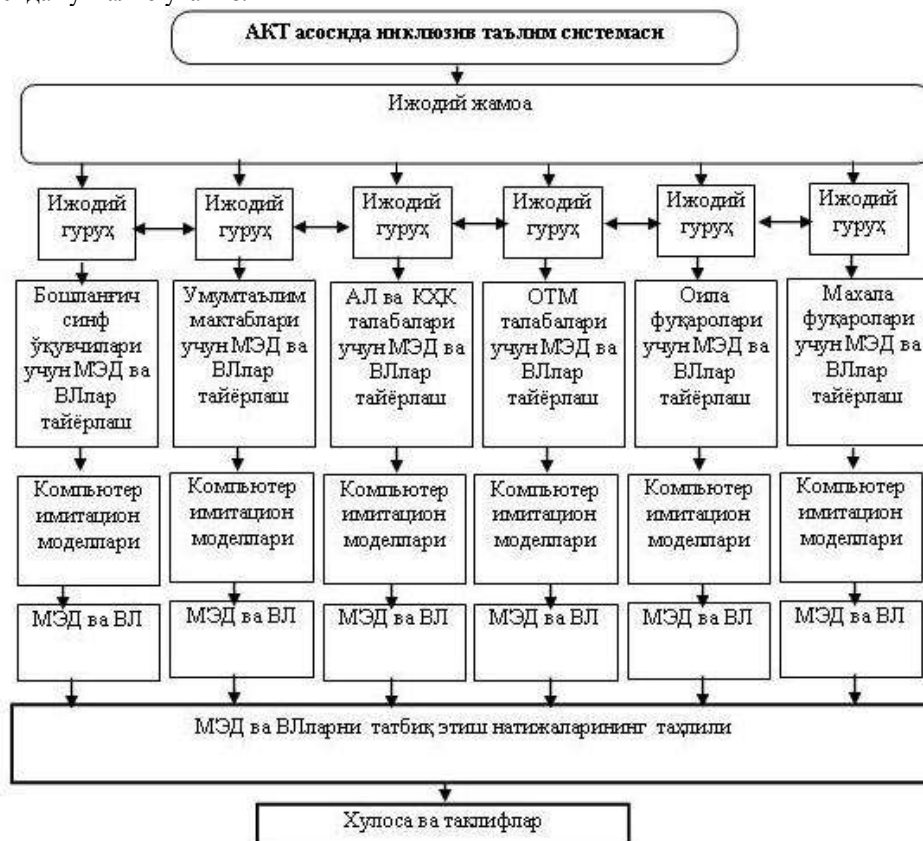 АКТ асосида инклюзив таълим системаси
Ижодий жамоа
Ижодий
гуруҳ
Ижодий
гуруҳ
Ижодий
гуруҳ
Ижодий
гуруҳ
Ижодий
гуруҳ
Ижодий
гуруҳ
Бошланғич
синф
ўқувчилари
учун МЭД ва
ВЛлар
тайёрлаш
Умумтаълим
мактаблари
учун МЭД ва
ВЛлар
тайёрлаш
АЛ ва КҲК
талабалари
учун МЭД ва
ВЛлар
тайёрлаш
ОТМ
талабалари
учун МЭД ва
ВЛлар
тайёрлаш
Оила
фуқаролари
учун МЭД ва
ВЛлар
тайёрлаш
Махала
фуқаролари
учун МЭД ва
ВЛлар
тайёрлаш
Компьютер
имитацион
моделлари
Компьютер
имитацион
моделлари
Компьютер
имитацион
моделлари
Компьютер
имитацион
моделлари
Компьютер
имитацион
моделлари
Компьютер
имитацион
моделлари
МЭД ва ВЛ
МЭД ва ВЛ
МЭД ва ВЛ
МЭД ва ВЛ
МЭД ва ВЛ
МЭД ва ВЛ
МЭД ва ВЛларни татбиқ этиш натижаларининг таҳлили
Хулоса ва таклифлар